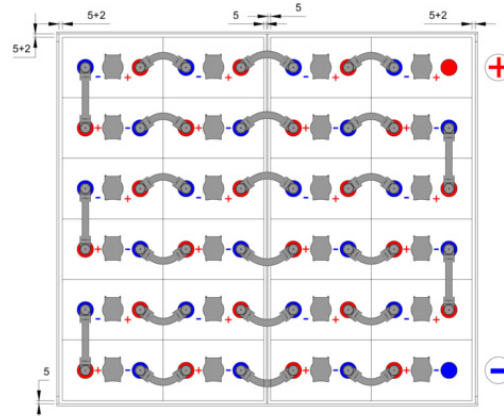 5
5+2 5 5+2
5+2
- + - + - + - + +
+ - + - + - + -
- + - + - + - +
+ - + - + - + -
- + - + - + - +
+ - + - + - + - -
5